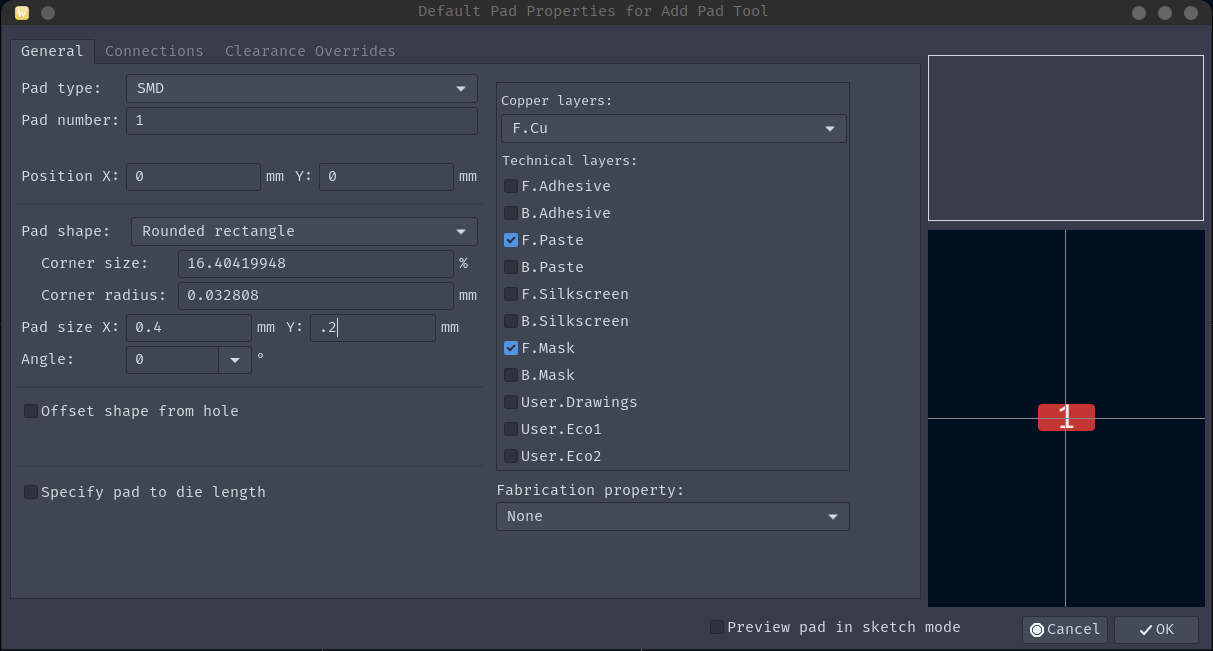 Default Pad Properties for Add Pad Tool
General Connections Clearance Overrides
Pad type: SMD
Pad number: 1
Position X: 0 mm Y: 0 mm
Pad shape: Rounded rectangle
Corner size: 16.40419948 %
Corner radius: 0.032808 mm
Pad size X: 0.4 mm Y: .2 mm
Angle: 0 °
Offset shape from hole
Specify pad to die length
Copper layers:
F.Cu
Technical layers:
F.Adhesive
B.Adhesive
F.Paste
B.Paste
F.Silkscreen
B.Silkscreen
F.Mask
B.Mask
User.Drawings
User.Eco1
User.Eco2
Fabrication property:
None
1
Preview pad in sketch mode
Cancel OK